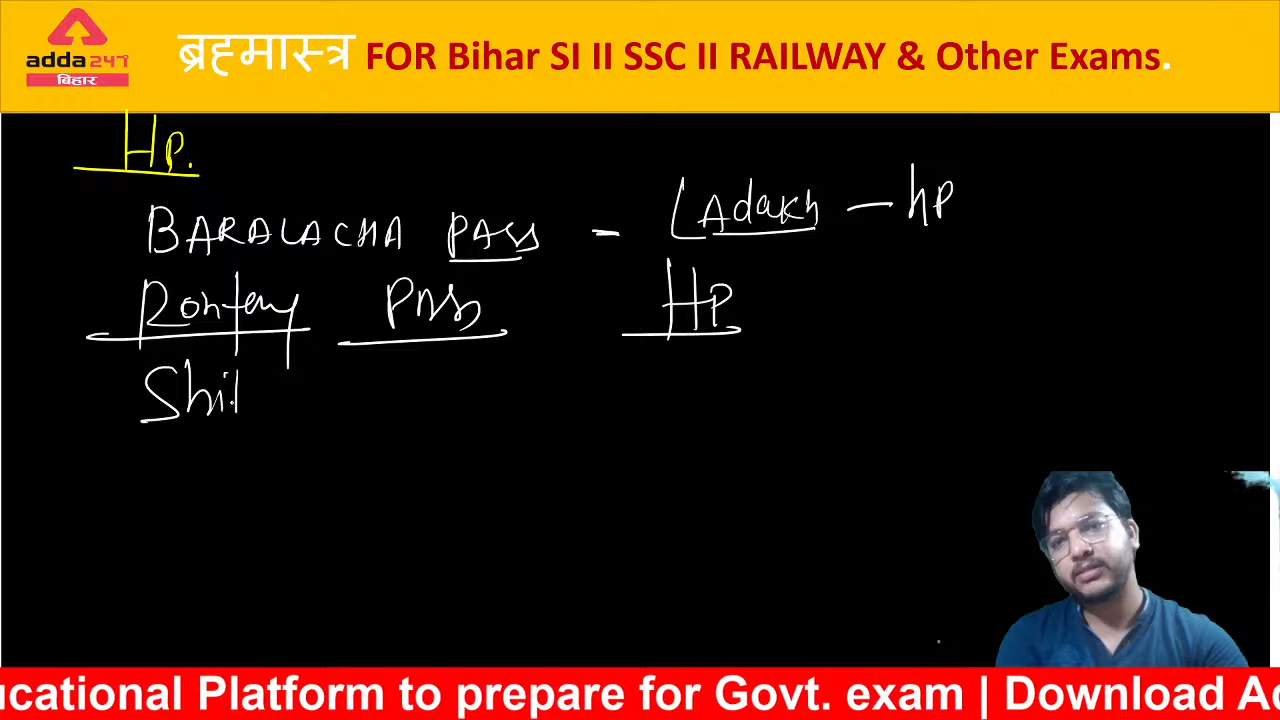 adda247
बिहार
ब्रह्मास्त्र FOR Bihar SI II SSC II RAILWAY & Other Exams.
HP.
BARALACHA PASS - LAdakh - hP
Rohtang PASS HP
Shil
ucational Platform to prepare for Govt. exam | Download Ad